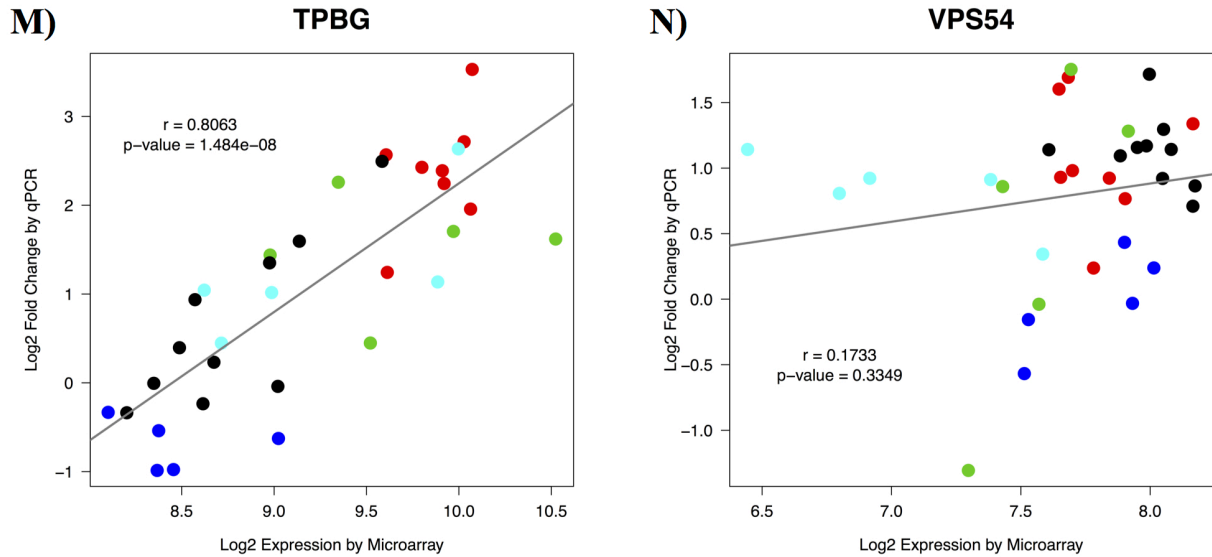 M)
TPBG
r = 0.8063
p−value = 1.484e−08
Log2 Fold Change by qPCR
3
2
1
0
−1
8.5 9.0 9.5 10.0 10.5
Log2 Expression by Microarray
N)
VPS54
r = 0.1733
p−value = 0.3349
Log2 Fold Change by qPCR
1.5
1.0
0.5
0.0
−0.5
−1.0
6.5 7.0 7.5 8.0
Log2 Expression by Microarray